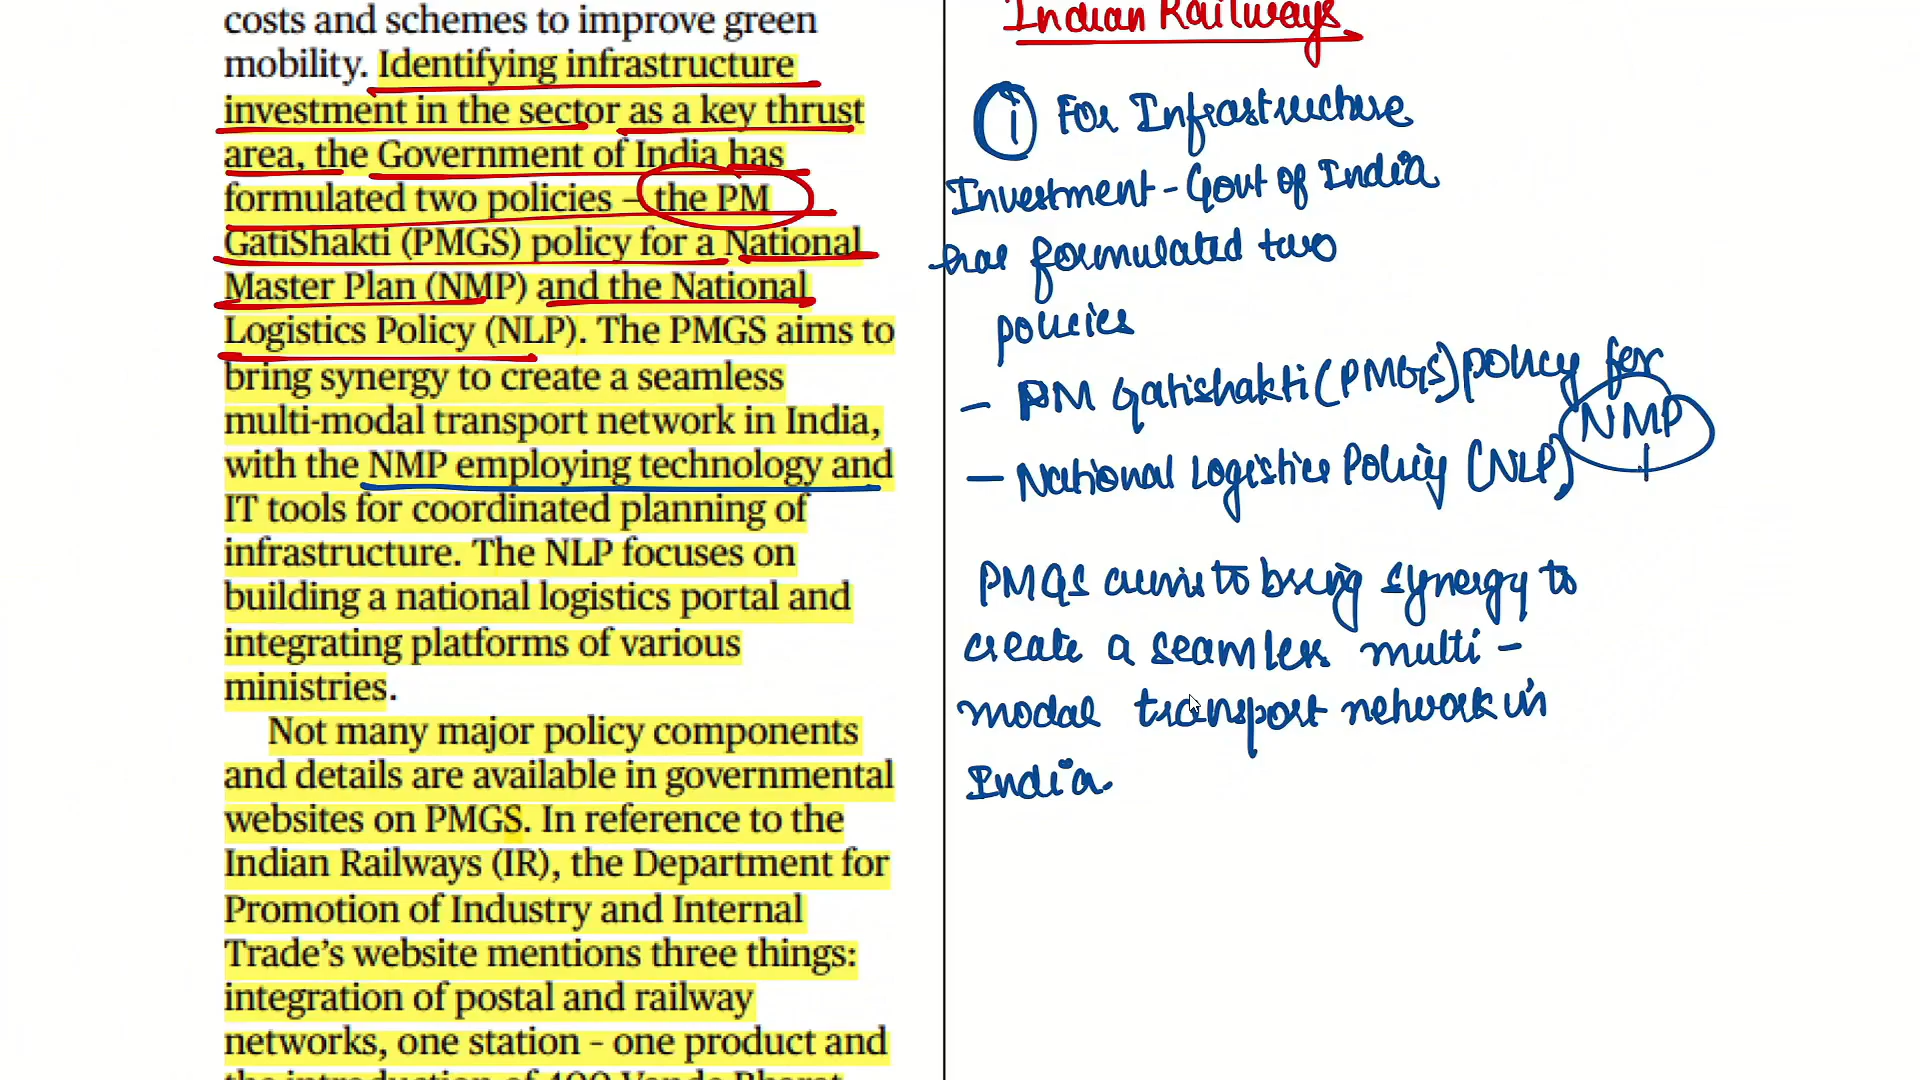 costs and schemes to improve green
mobility. Identifying infrastructure
investment in the sector as a key thrust
area, the Government of India has
formulated two policies – the PM
GatiShakti (PMGS) policy for a National
Master Plan (NMP) and the National
Logistics Policy (NLP). The PMGS aims to
bring synergy to create a seamless
multi-modal transport network in India,
with the NMP employing technology and
IT tools for coordinated planning of
infrastructure. The NLP focuses on
building a national logistics portal and
integrating platforms of various
ministries.
Not many major policy components
and details are available in governmental
websites on PMGS. In reference to the
Indian Railways (IR), the Department for
Promotion of Industry and Internal
Trade’s website mentions three things:
integration of postal and railway
networks, one station - one product and
the introduction of 400 Vande Bharat
Indian Railways
1 For Infrastructure
Investment - Govt of India
has formulated two
policies
- PM Gatishakti (PMGS) policy for
NMP
- National Logistics Policy (NLP)
PMGS aims to bring synergy to
create a seamless multi -
modal transport network in
India.